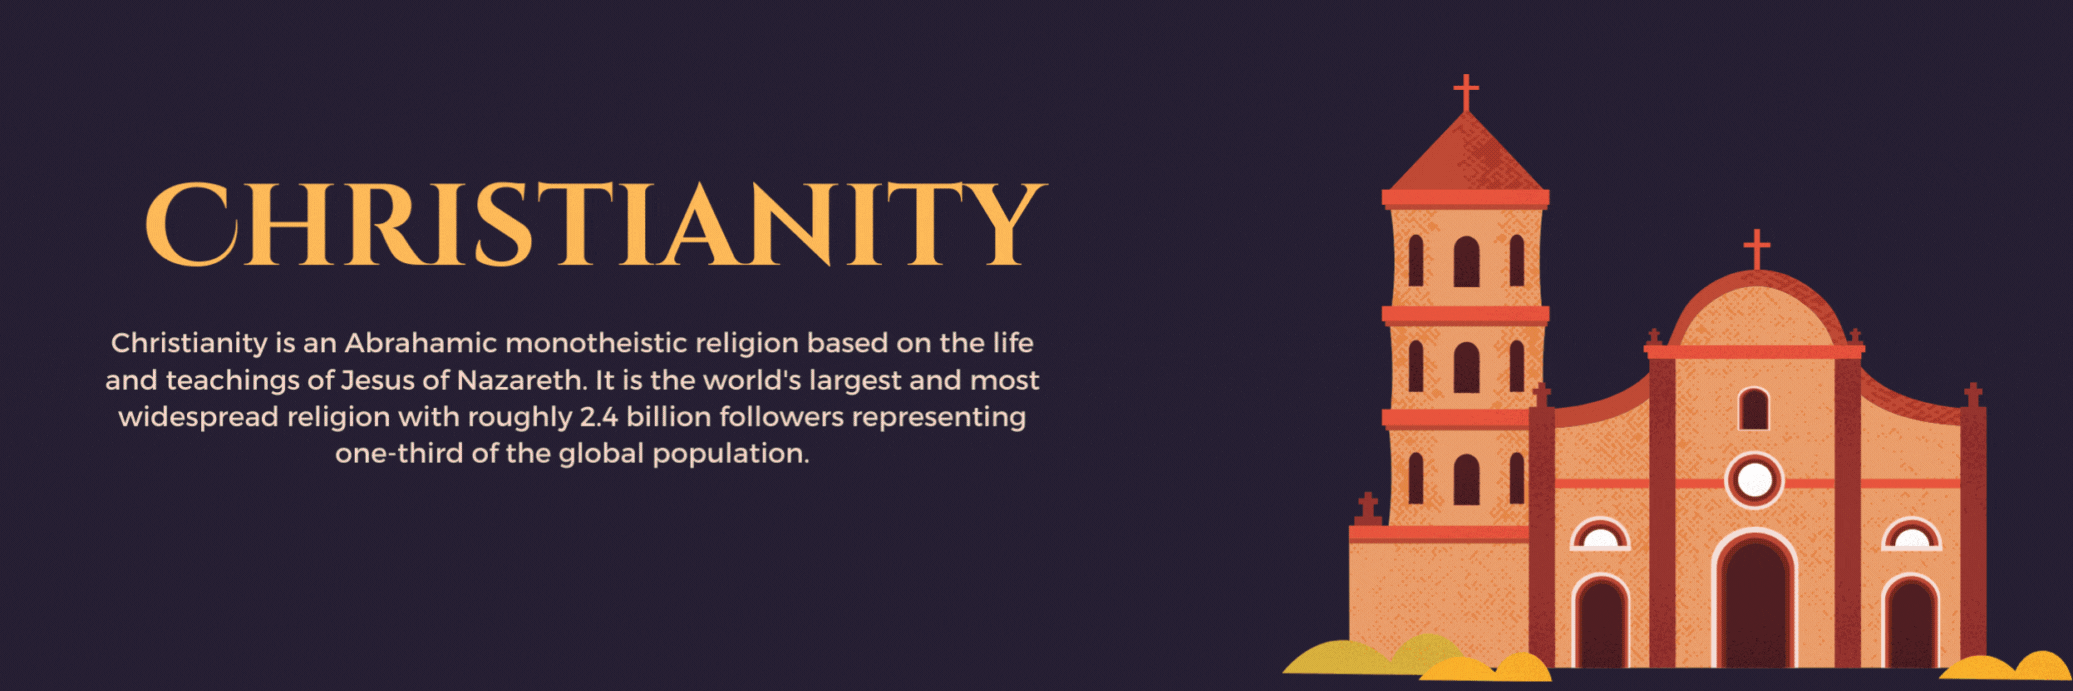 CHRISTIANITY
Christianity is an Abrahamic monotheistic religion based on the life
and teachings of Jesus of Nazareth. It is the world's largest and most
widespread religion with roughly 2.4 billion followers representing
one-third of the global population.